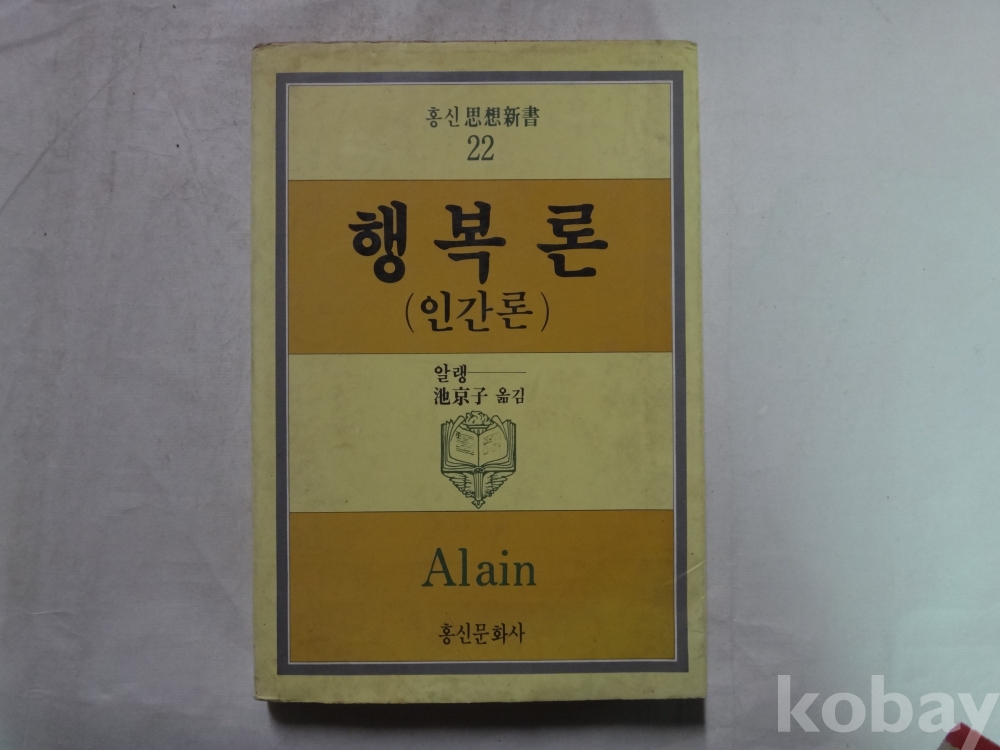 홍신 思想新書
22
행복론
(인간론)
알랭
池京子 옮김
Alain
홍신문화사
kobay